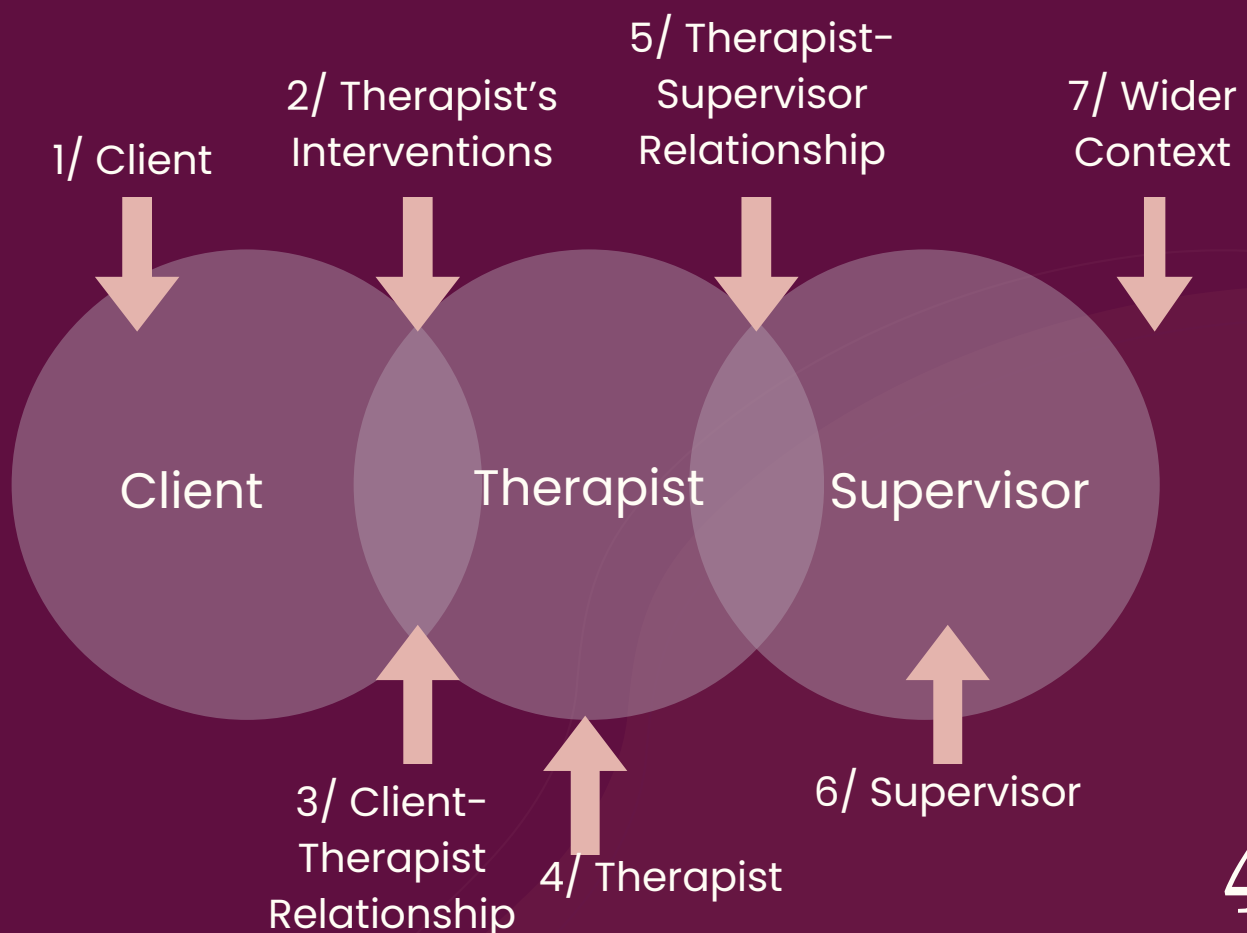 5/ Therapist-
Supervisor
Relationship
2/ Therapist’s
Interventions
7/ Wider
Context
1/ Client
Client
Therapist
Supervisor
3/ Client-
Therapist
Relationship
4/ Therapist
6/ Supervisor